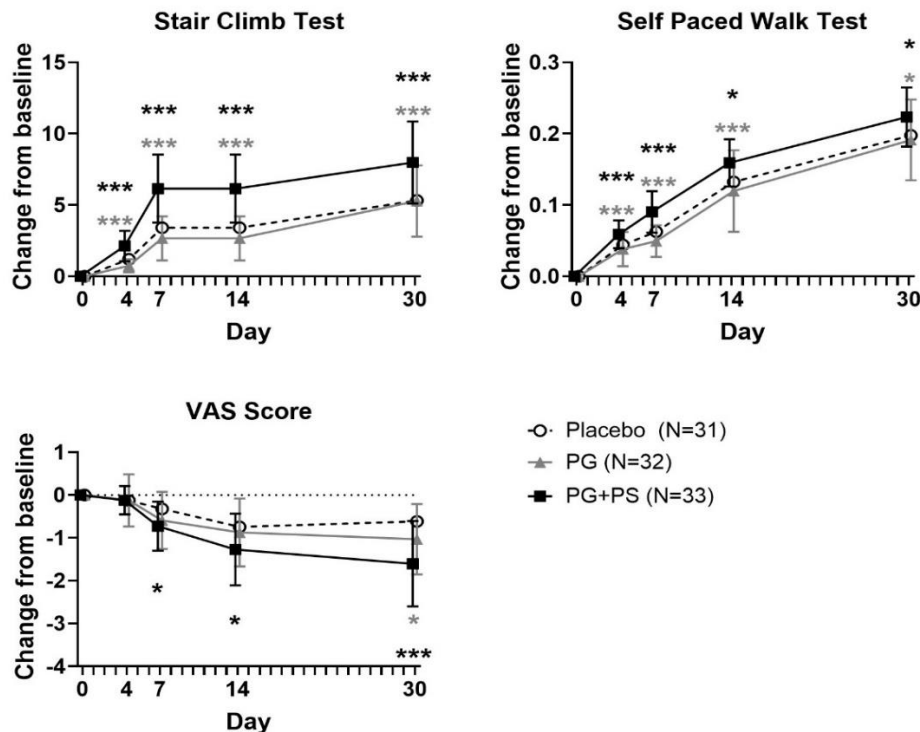 Stair Climb Test
Change from baseline
15
10
5
0
***
***
***
***
***
***
***
***
0 4 7 14 30
Day
Self Paced Walk Test
Change from baseline
0.3
0.2
0.1
0.0
***
***
***
***
*
***
*
*
0 4 7 14 30
Day
VAS Score
Change from baseline
1
0
-1
-2
-3
-4
*
*
*
***
0 4 7 14 30
Day
Placebo (N=31)
PG (N=32)
PG+PS (N=33)